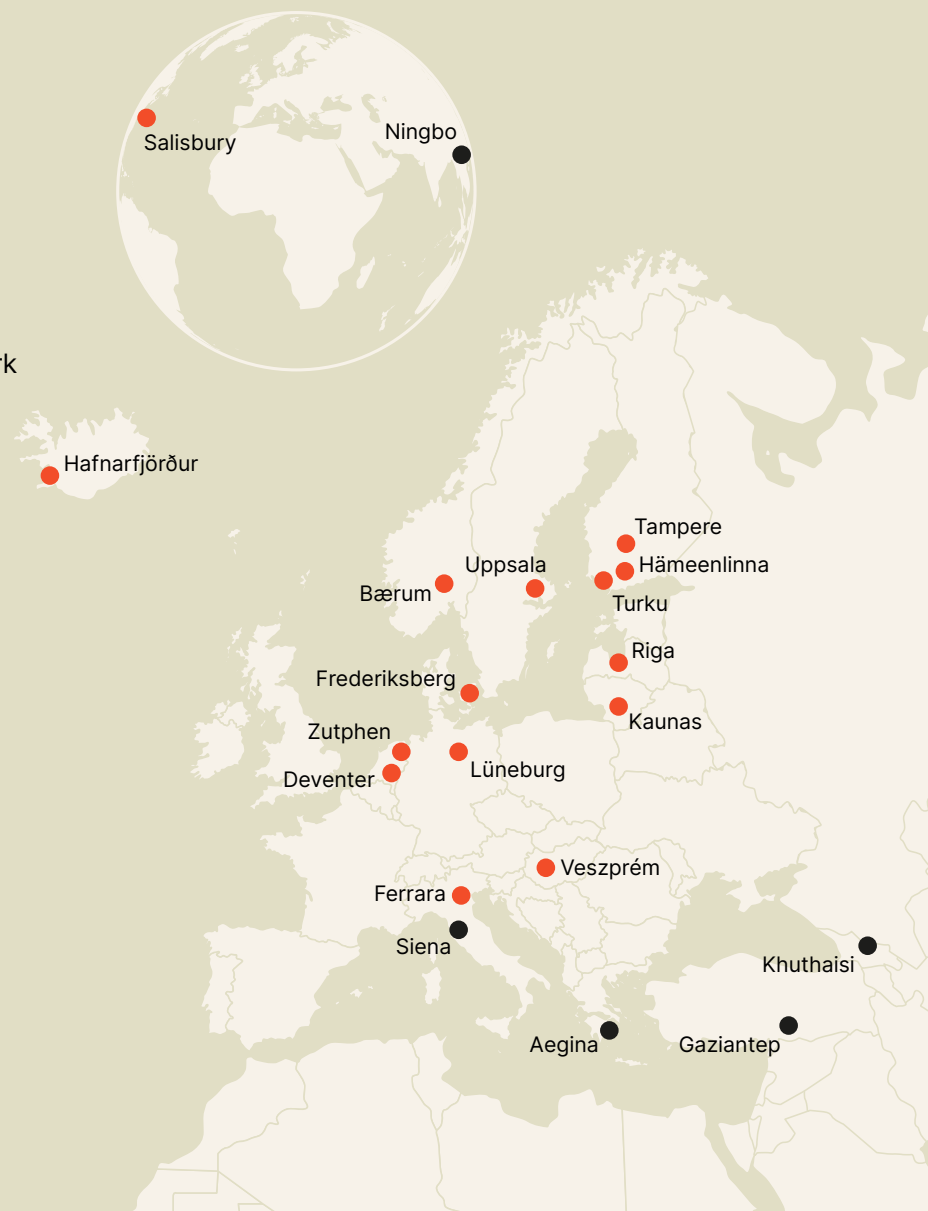 Ningbo
Salisbury
rk
Hafnarfjörður
Tampere
Uppsala
Hämeenlinna
Bærum
Turku
Riga
Frederiksberg
Kaunas
Zutphen
Lüneburg
Deventer
Veszprém
Ferrara
Siena
Khuthaisi
Aegina
Gaziantep